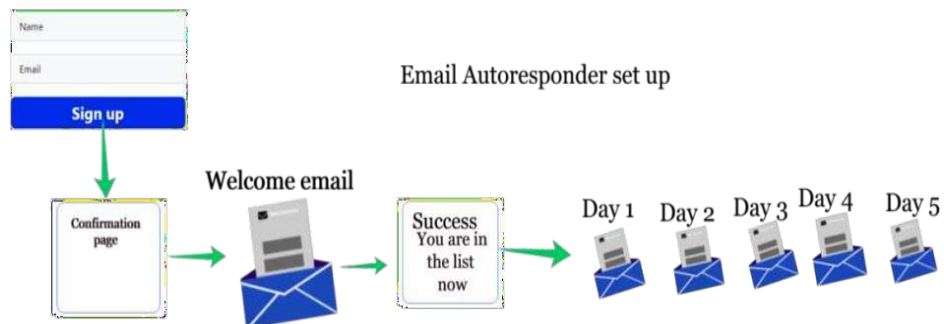 Name
Email
Sign up
Email Autoresponder set up
Confirmation
page
Welcome email
Success
You are in
the list
now
Day 1
Day 2
Day 3
Day 4
Day 5